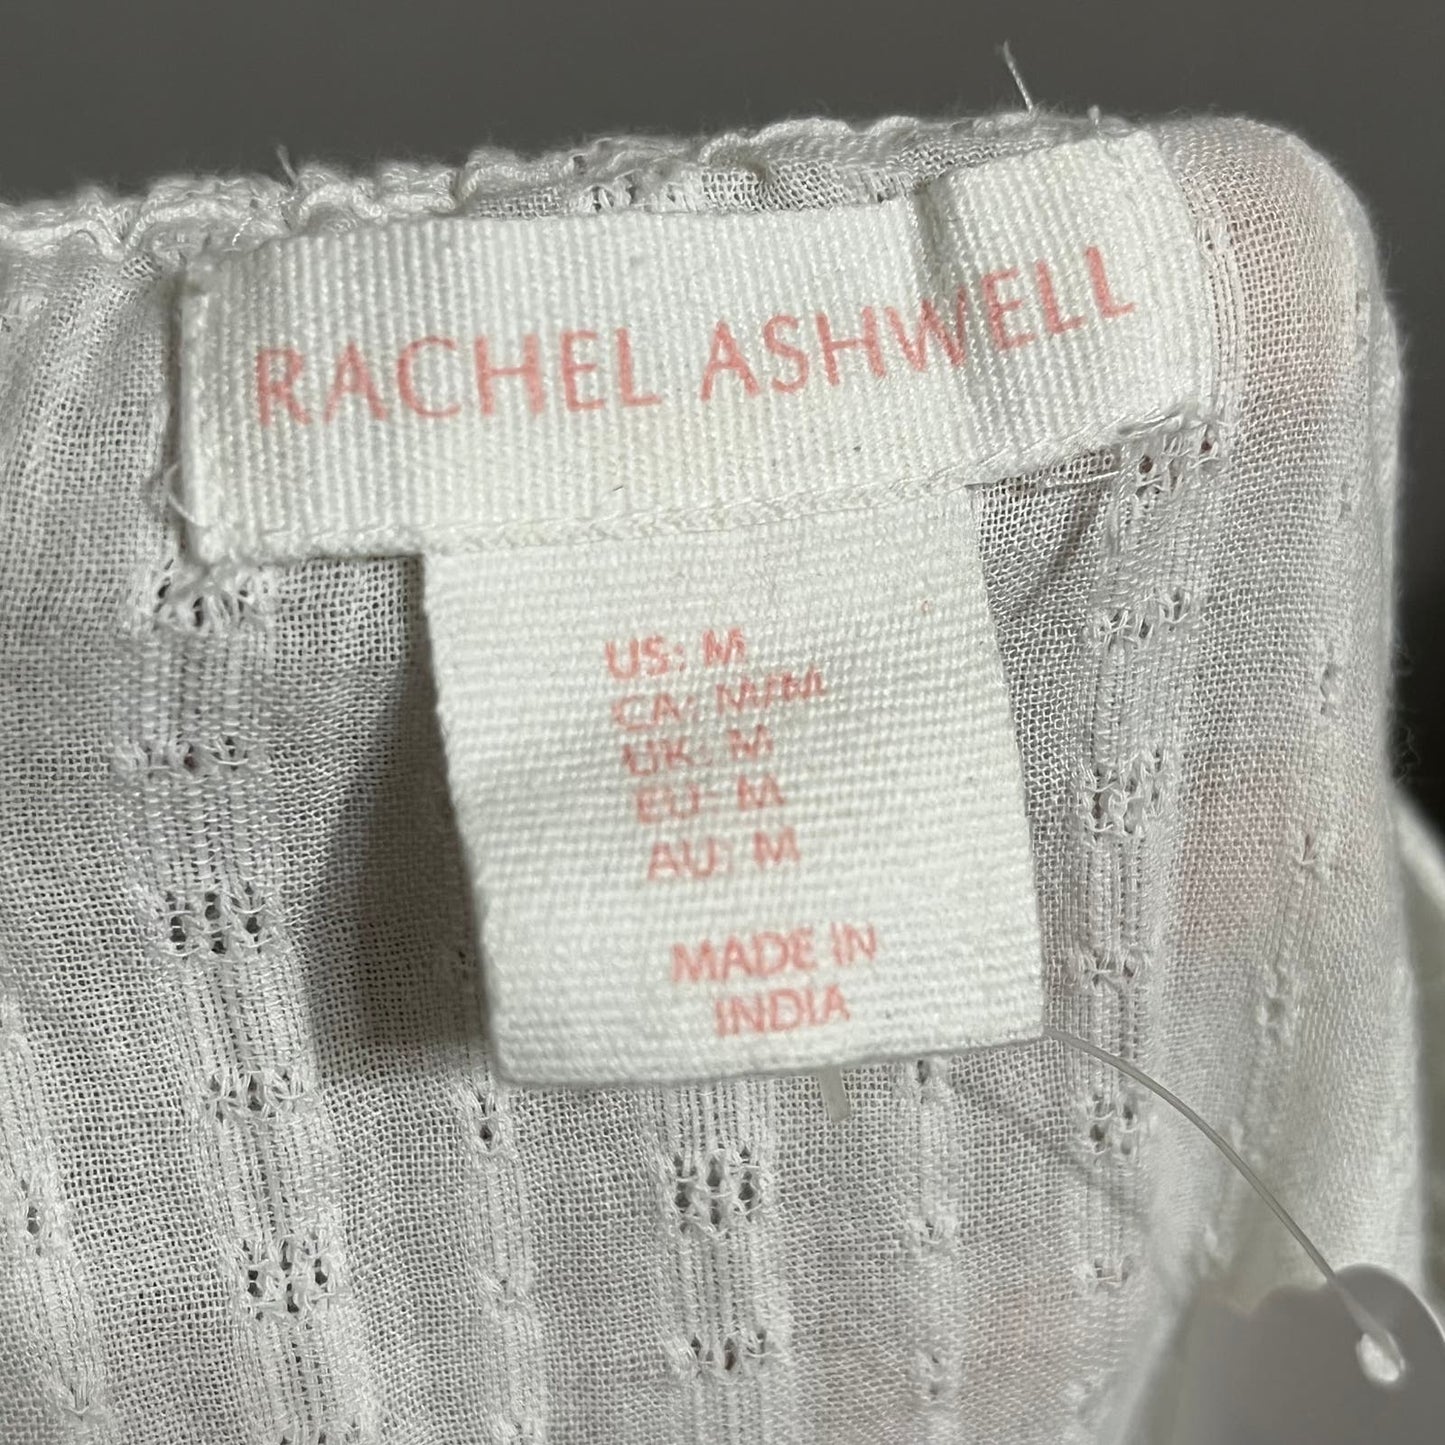 RACHEL ASHWELL
US: M
CA: M/M
UK: M
EU: M
AU: M
MADE IN
INDIA